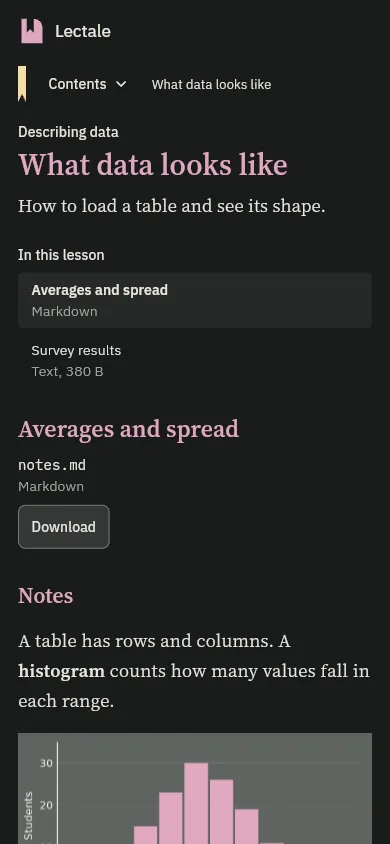 Lectale
Contents
What data looks like
Describing data
What data looks like
How to load a table and see its shape.
In this lesson
Averages and spread
Markdown
Survey results
Text, 380 B
Averages and spread
notes.md
Markdown
Download
Notes
A table has rows and columns. A
histogram counts how many values fall in
each range.
30
20
Students